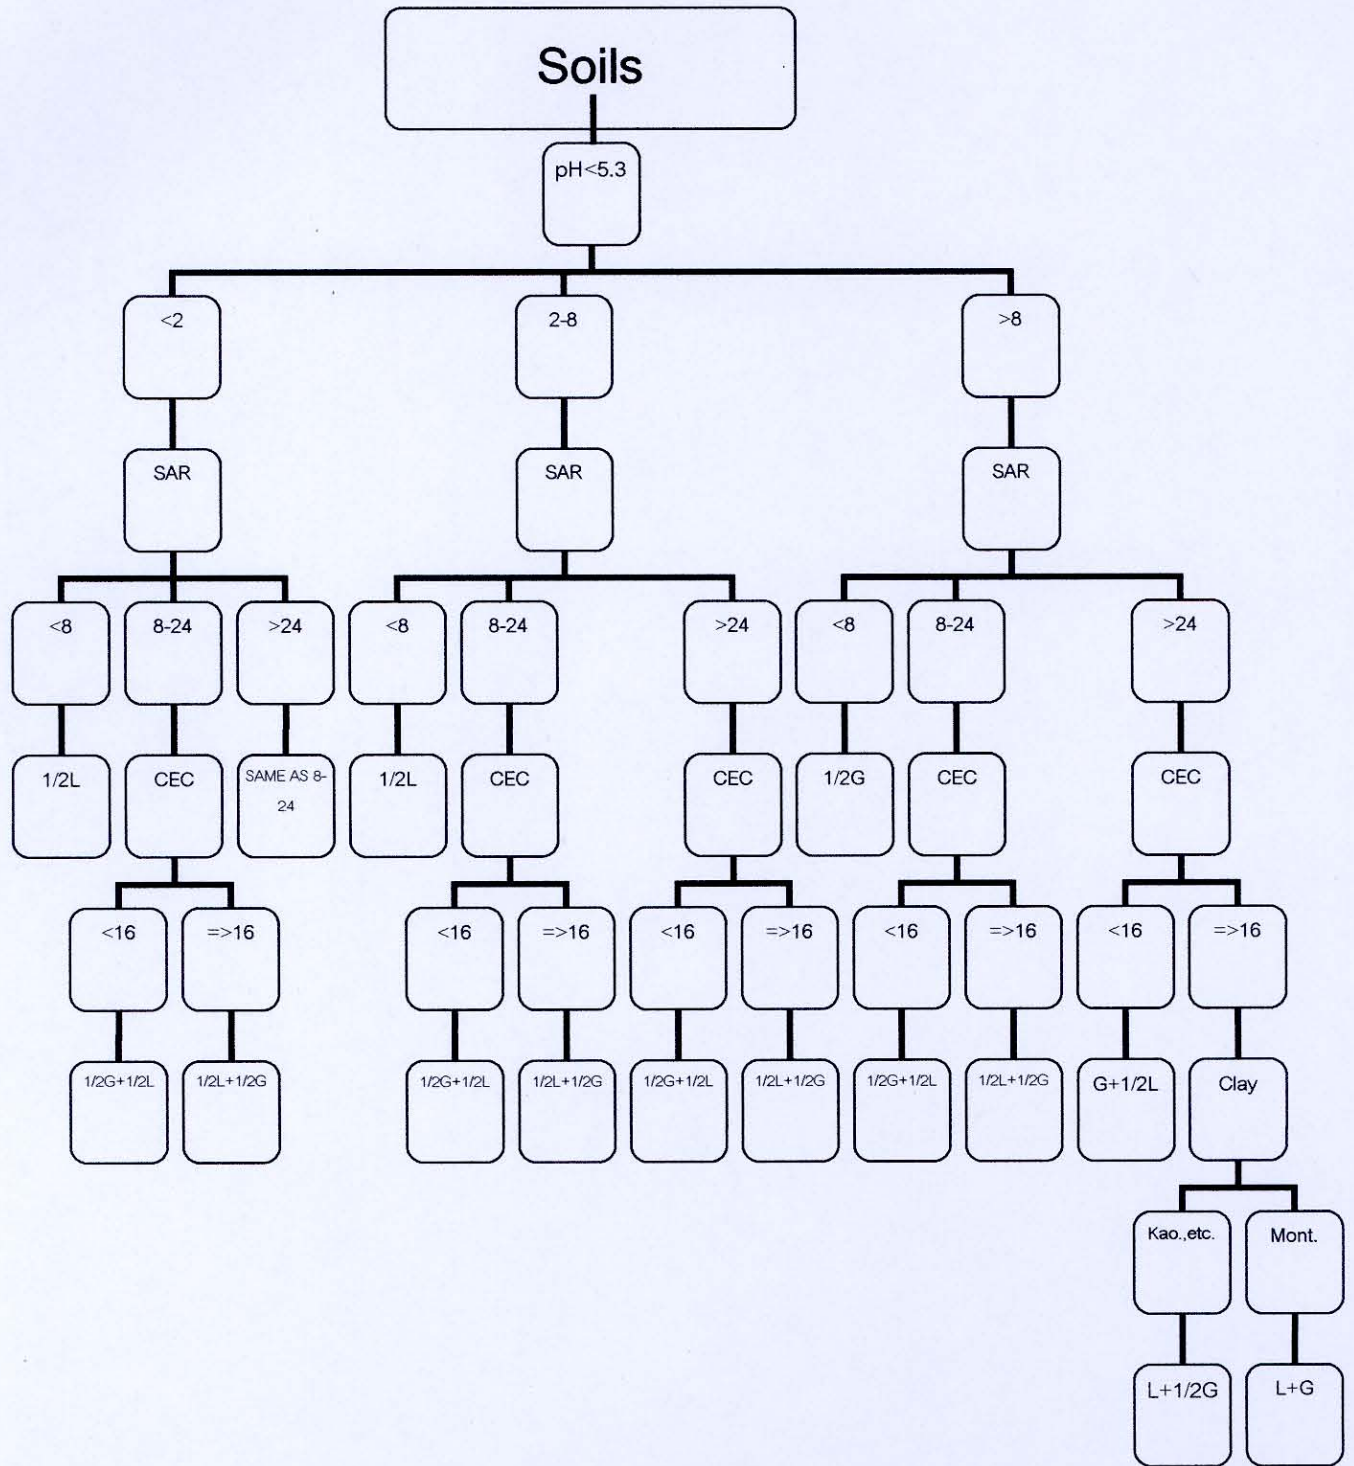 Soils
pH<5.3
<2
2-8
>8
SAR
SAR
SAR
<8
8-24
>24
<8
8-24
>24
<8
8-24
>24
1/2L
CEC
SAME AS 8-
24
1/2L
CEC
CEC
1/2G
CEC
CEC
<16
=>16
<16
=>16
<16
=>16
<16
=>16
<16
=>16
1/2G+1/2L
1/2L+1/2G
1/2G+1/2L
1/2L+1/2G
1/2G+1/2L
1/2L+1/2G
1/2G+1/2L
1/2L+1/2G
G+1/2L
Clay
Kao.,etc.
Mont.
L+1/2G
L+G